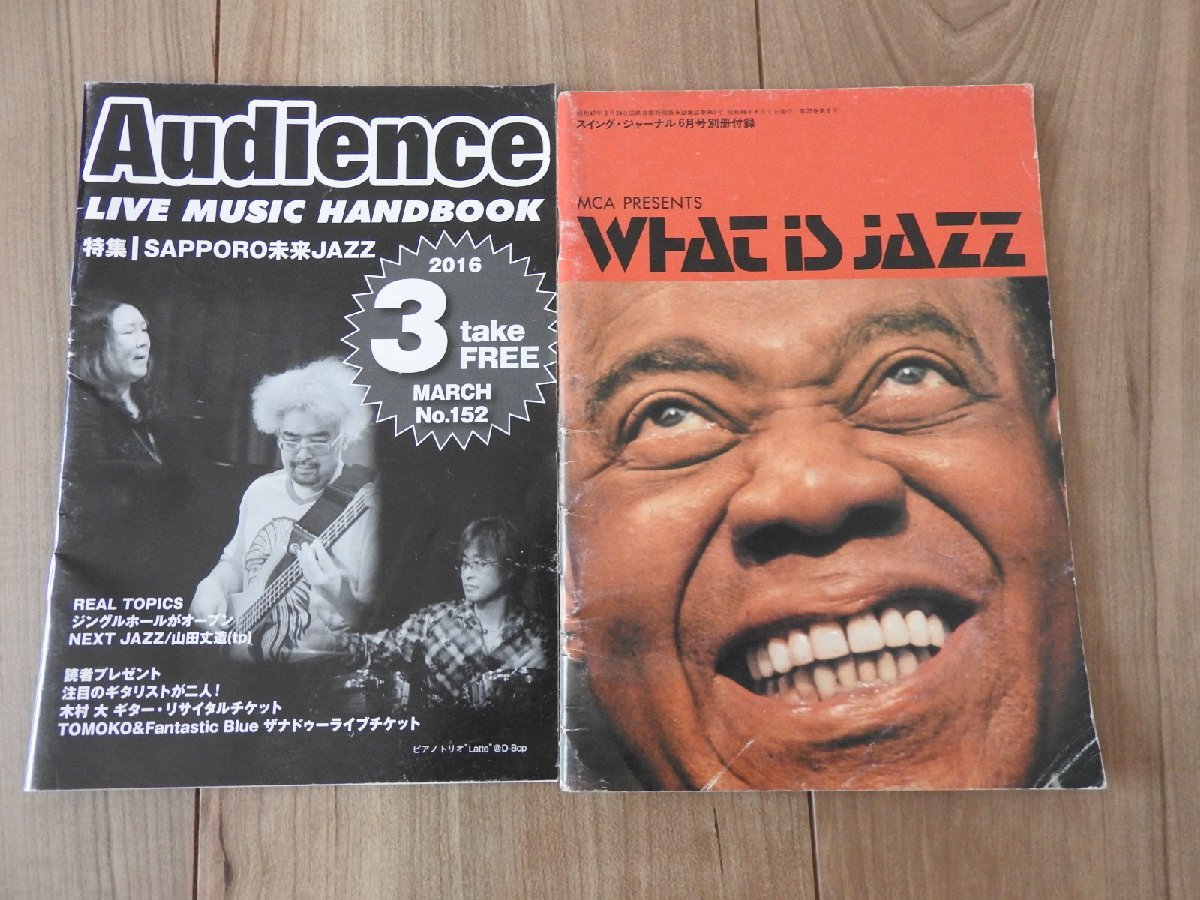 Audience
LIVE MUSIC HANDBOOK
特集|SAPPORO未来JAZZ
2016
3
take
FREE
MARCH
No.152
REAL TOPICS
ジングルホールがオープン
NEXT JAZZ/山田丈造(tp)
読者プレゼント
注目のギタリストが二人!
木村 大 ギター・リサイタルチケット
TOMOKO&Fantastic Blue ザナドゥーライブチケット
ピアノトリオ"Latte"@D-Bop
スイング・ジャーナル6月号別冊付録
MCA PRESENTS
WHAT iS jAZZ